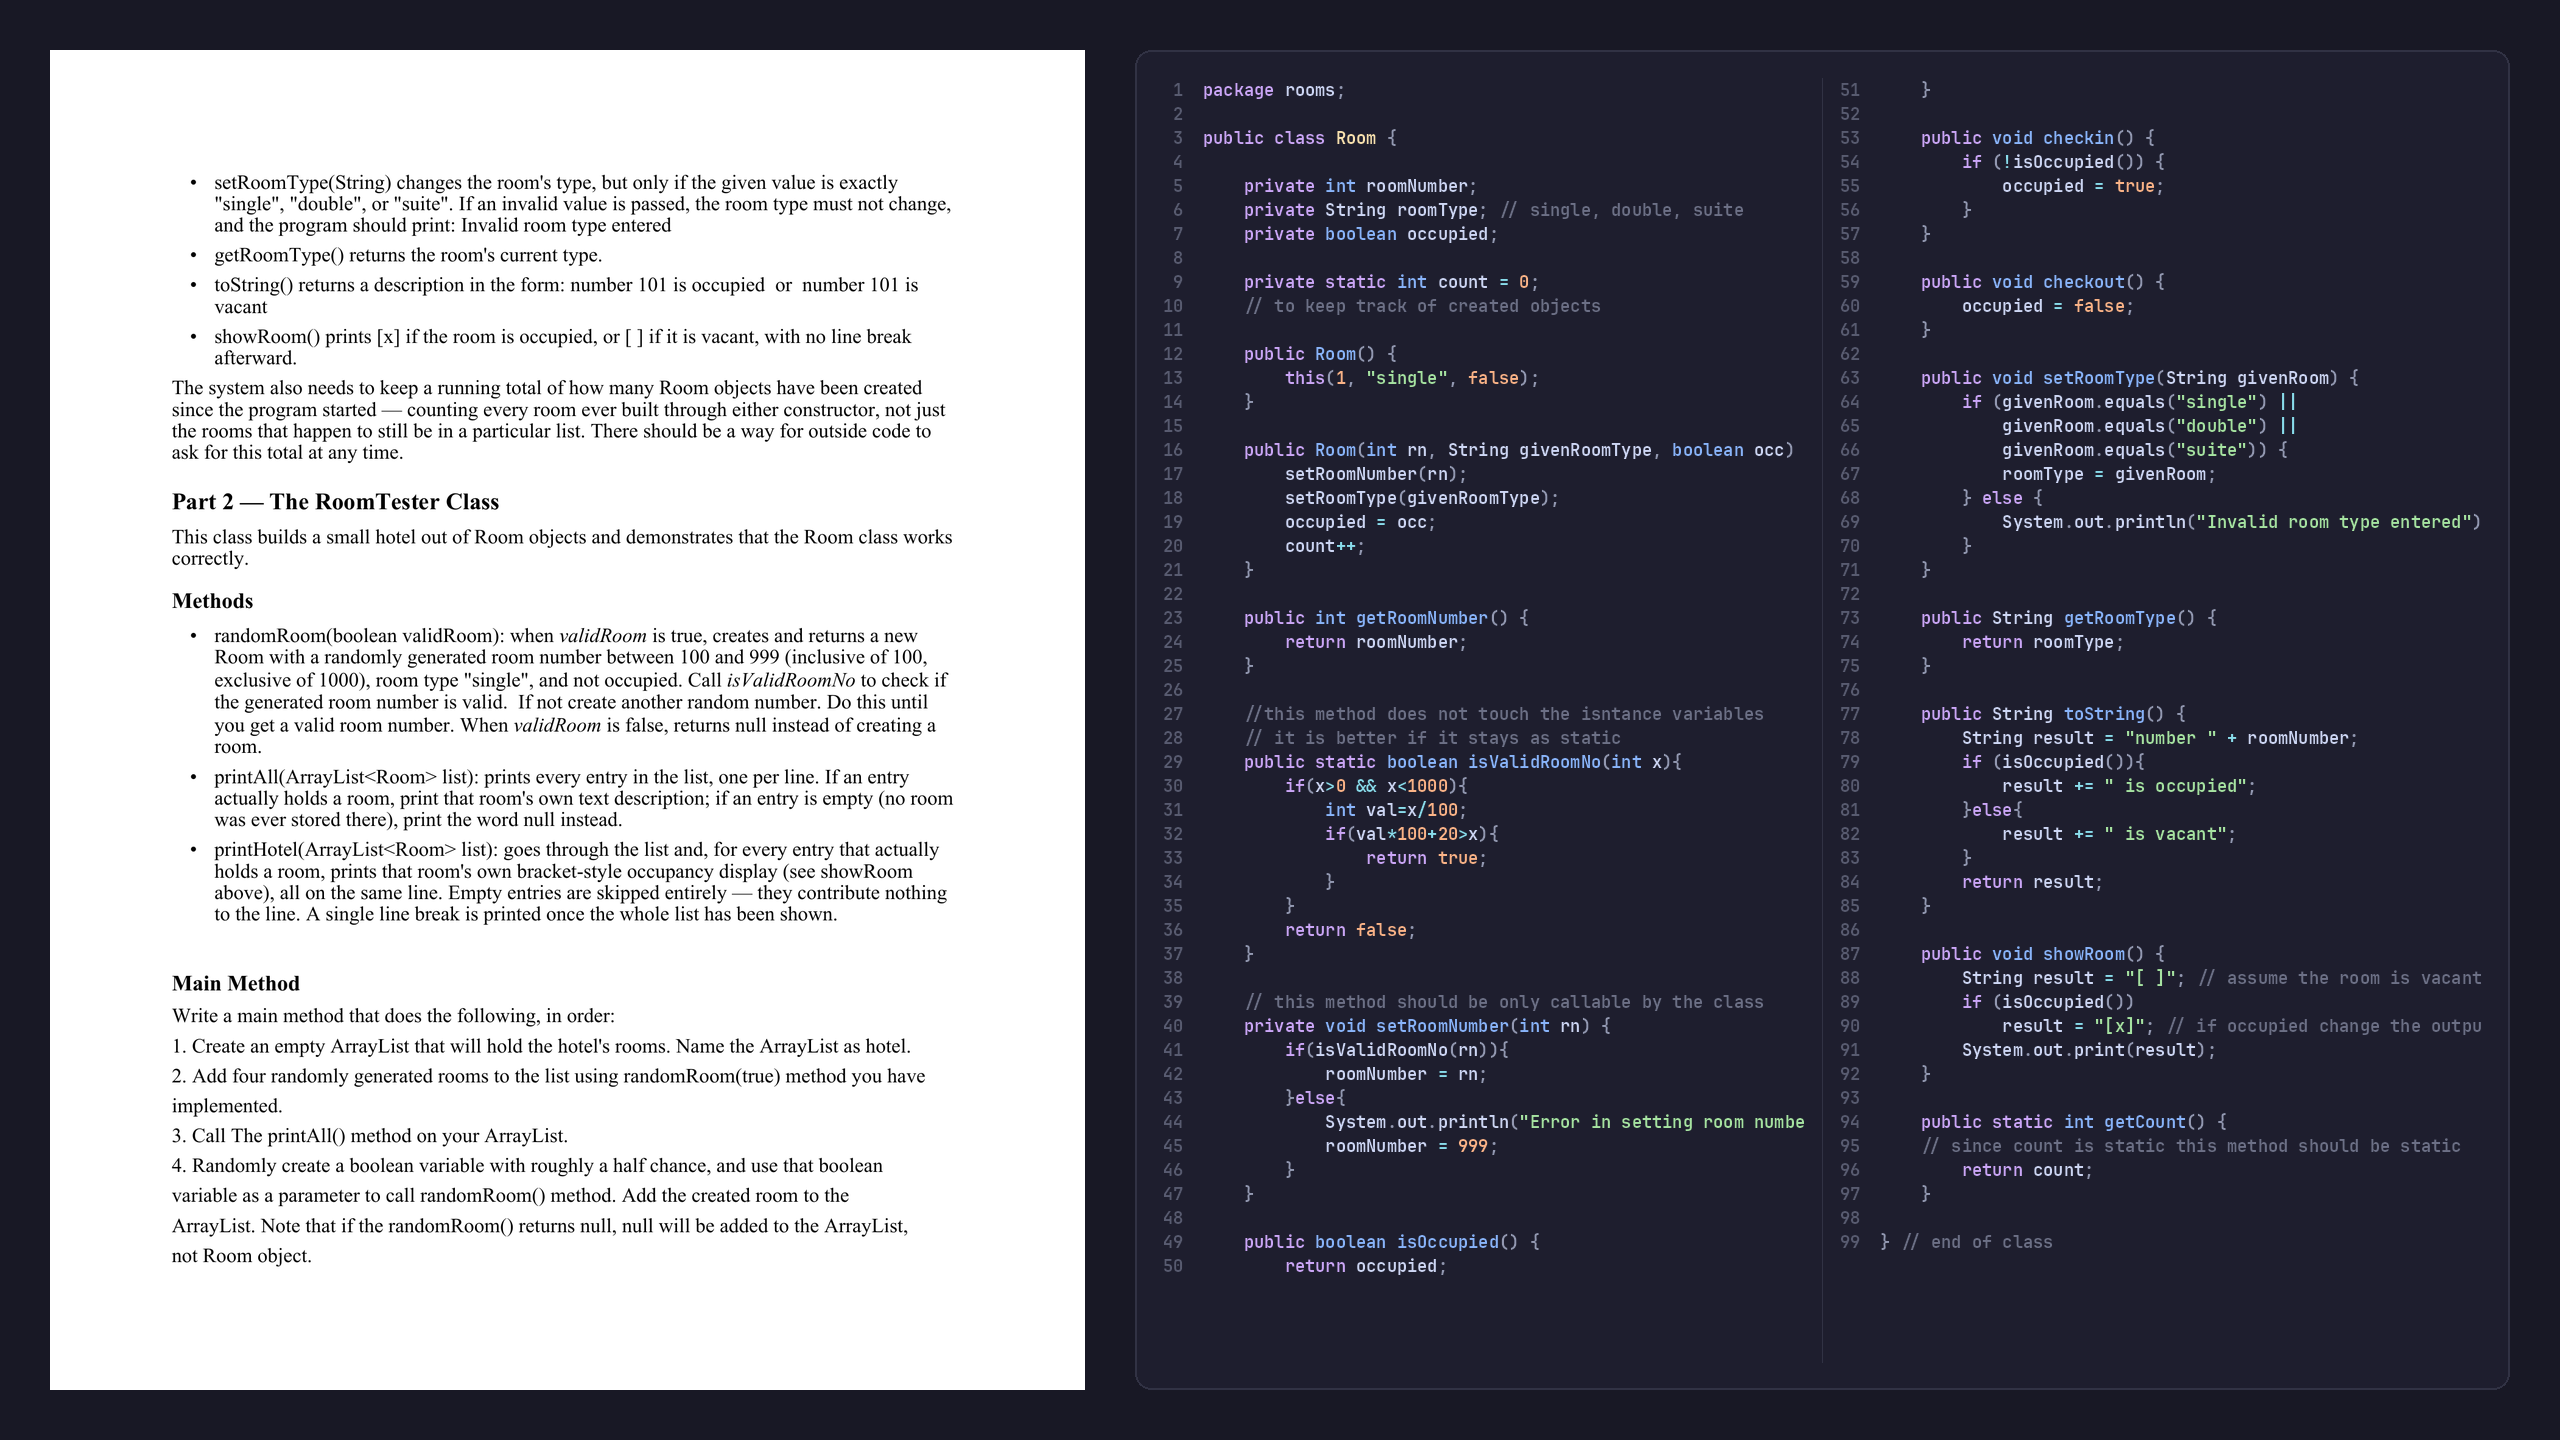 • setRoomType(String) changes the room's type, but only if the given value is exactly
"single", "double", or "suite". If an invalid value is passed, the room type must not change,
and the program should print: Invalid room type entered
• getRoomType() returns the room's current type.
• toString() returns a description in the form: number 101 is occupied  or  number 101 is
vacant
• showRoom() prints [x] if the room is occupied, or [ ] if it is vacant, with no line break
afterward.
The system also needs to keep a running total of how many Room objects have been created
since the program started — counting every room ever built through either constructor, not just
the rooms that happen to still be in a particular list. There should be a way for outside code to
ask for this total at any time.
Part 2 — The RoomTester Class
This class builds a small hotel out of Room objects and demonstrates that the Room class works
correctly.
Methods
• randomRoom(boolean validRoom): when validRoom is true, creates and returns a new
Room with a randomly generated room number between 100 and 999 (inclusive of 100,
exclusive of 1000), room type "single", and not occupied. Call isValidRoomNo to check if
the generated room number is valid.  If not create another random number. Do this until
you get a valid room number. When validRoom is false, returns null instead of creating a
room.
• printAll(ArrayList<Room> list): prints every entry in the list, one per line. If an entry
actually holds a room, print that room's own text description; if an entry is empty (no room
was ever stored there), print the word null instead.
• printHotel(ArrayList<Room> list): goes through the list and, for every entry that actually
holds a room, prints that room's own bracket-style occupancy display (see showRoom
above), all on the same line. Empty entries are skipped entirely — they contribute nothing
to the line. A single line break is printed once the whole list has been shown.
Main Method
Write a main method that does the following, in order:
1. Create an empty ArrayList that will hold the hotel's rooms. Name the ArrayList as hotel.
2. Add four randomly generated rooms to the list using randomRoom(true) method you have
implemented.
3. Call The printAll() method on your ArrayList.
4. Randomly create a boolean variable with roughly a half chance, and use that boolean
variable as a parameter to call randomRoom() method. Add the created room to the
ArrayList. Note that if the randomRoom() returns null, null will be added to the ArrayList,
not Room object.
1 package rooms;
2
3 public class Room {
4
5     private int roomNumber;
6     private String roomType; // single, double, suite
7     private boolean occupied;
8
9     private static int count = 0;
10     // to keep track of created objects
11
12     public Room() {
13         this(1, "single", false);
14     }
15
16     public Room(int rn, String givenRoomType, boolean occ)
17         setRoomNumber(rn);
18         setRoomType(givenRoomType);
19         occupied = occ;
20         count++;
21     }
22
23     public int getRoomNumber() {
24         return roomNumber;
25     }
26
27     //this method does not touch the isntance variables
28     // it is better if it stays as static
29     public static boolean isValidRoomNo(int x){
30         if(x>0 && x<1000){
31             int val=x/100;
32             if(val*100+20>x){
33                 return true;
34             }
35         }
36         return false;
37     }
38
39     // this method should be only callable by the class
40     private void setRoomNumber(int rn) {
41         if(isValidRoomNo(rn)){
42             roomNumber = rn;
43         }else{
44             System.out.println("Error in setting room numbe
45             roomNumber = 999;
46         }
47     }
48
49     public boolean isOccupied() {
50         return occupied;
51     }
52
53     public void checkin() {
54         if (!isOccupied()) {
55             occupied = true;
56         }
57     }
58
59     public void checkout() {
60         occupied = false;
61     }
62
63     public void setRoomType(String givenRoom) {
64         if (givenRoom.equals("single") ||
65             givenRoom.equals("double") ||
66             givenRoom.equals("suite")) {
67             roomType = givenRoom;
68         } else {
69             System.out.println("Invalid room type entered")
70         }
71     }
72
73     public String getRoomType() {
74         return roomType;
75     }
76
77     public String toString() {
78         String result = "number " + roomNumber;
79         if (isOccupied()){
80             result += " is occupied";
81         }else{
82             result += " is vacant";
83         }
84         return result;
85     }
86
87     public void showRoom() {
88         String result = "[ ]"; // assume the room is vacant
89         if (isOccupied())
90             result = "[x]"; // if occupied change the outpu
91         System.out.print(result);
92     }
93
94     public static int getCount() {
95     // since count is static this method should be static
96         return count;
97     }
98
99 } // end of class